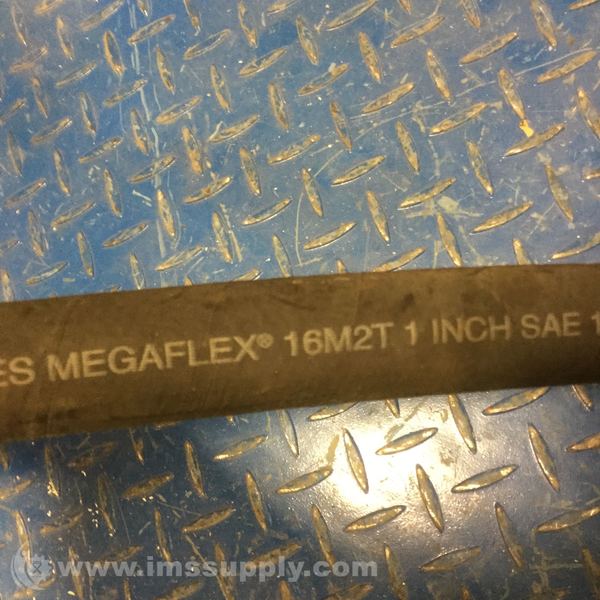 ES MEGAFLEX® 16M2T 1 INCH SAE 1
www.imssupply.com